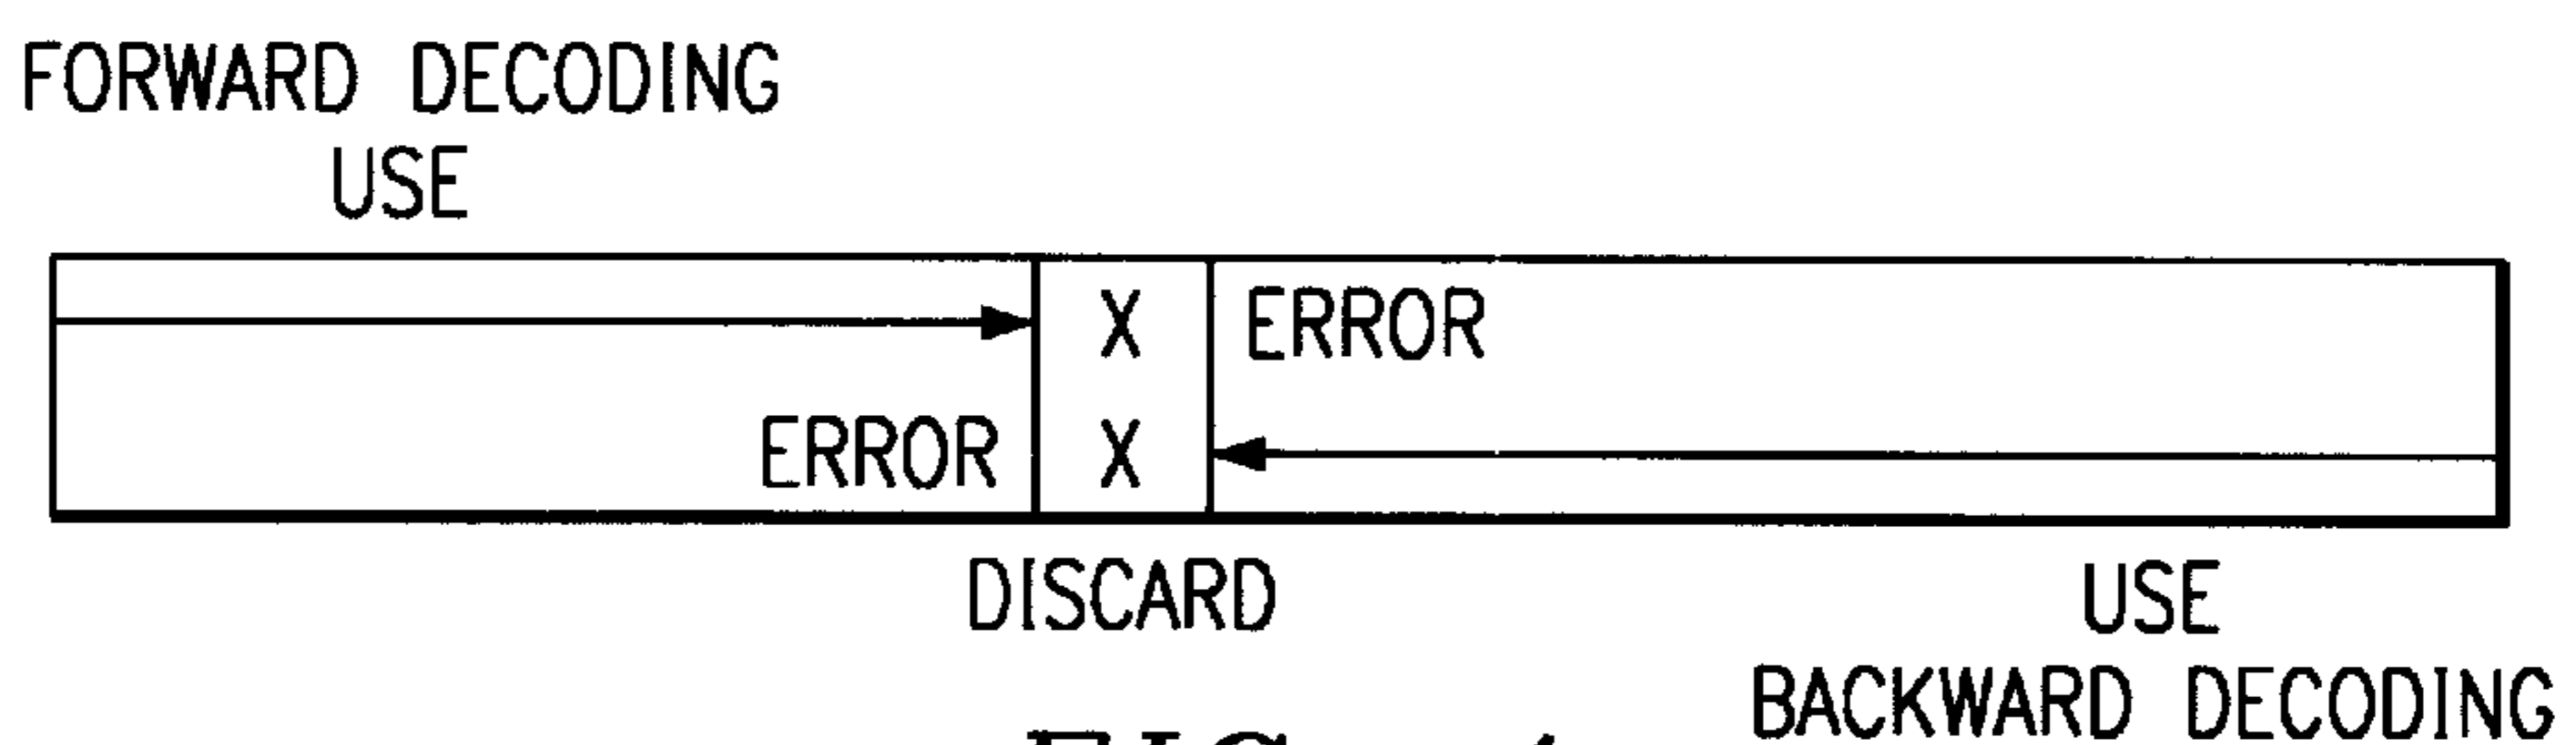 FORWARD DECODING
USE
X ERROR
ERROR X
DISCARD
USE
BACKWARD DECODING